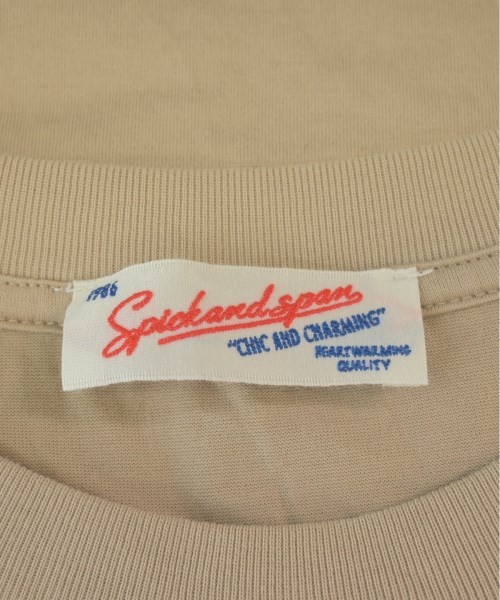 1986
Spick and span
"CHIC AND CHARMING"
HEARTWARMING
QUALITY